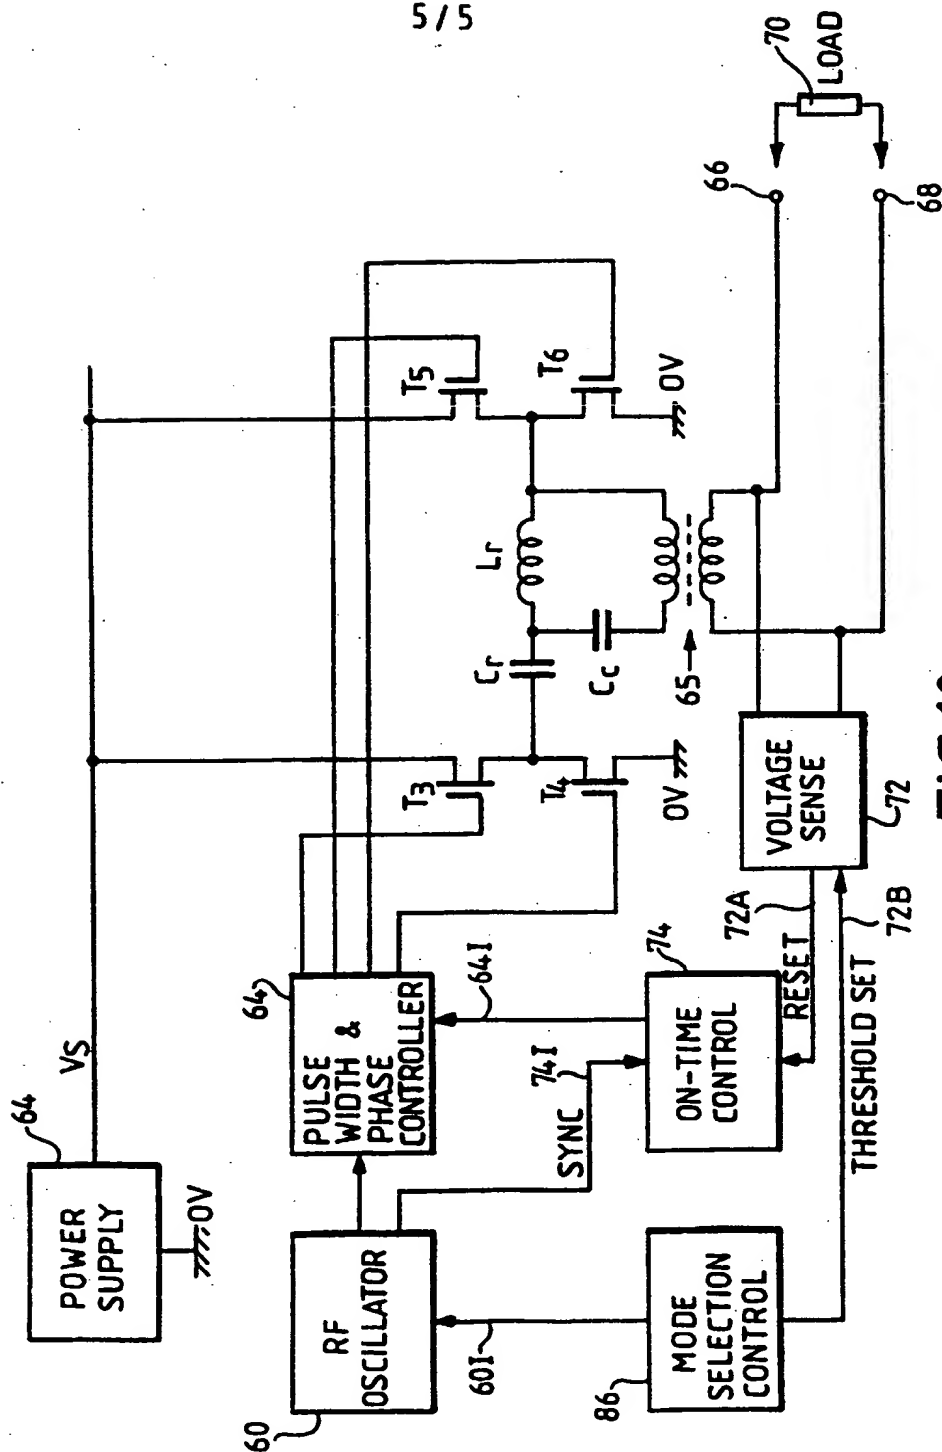 5/5
POWER
SUPPLY
64
VS
0V
RF
OSCILLATOR
60
60I
PULSE
WIDTH &
PHASE
CONTROLLER
64
64I
SYNC
74I
MODE
SELECTION
CONTROL
86
ON-TIME
CONTROL
74
RESET
72A
THRESHOLD SET
72B
VOLTAGE
SENSE
72
T3
T4
0V
Cr
Lr
Cc
65
T5
T6
0V
66
68
70
LOAD